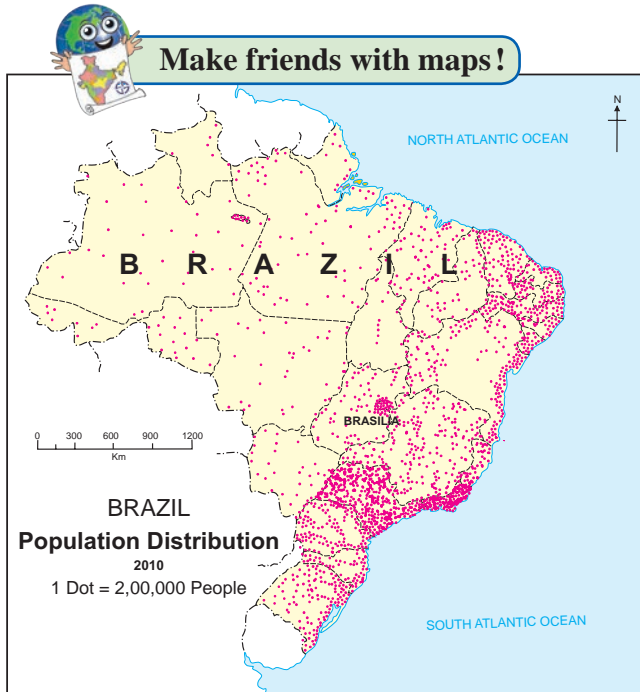 Make friends with maps!
N
NORTH ATLANTIC OCEAN
B R A Z I L
BRASILIA
0 300 600 900 1200
Km
BRAZIL
Population Distribution
2010
1 Dot = 2,00,000 People
SOUTH ATLANTIC OCEAN